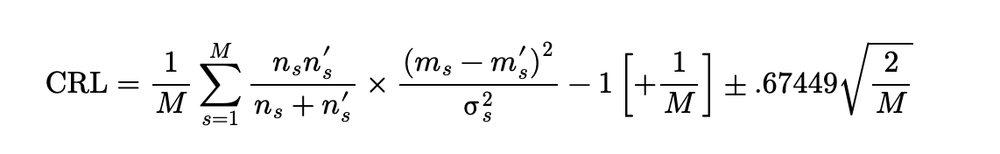 CRL = \frac{1}{M} \sum_{s=1}^{M} \frac{n_s n_s'}{n_s + n_s'} \times \frac{(m_s - m_s')^2}{\sigma_s^2} - 1 \left[ + \frac{1}{M} \right] \pm .67449 \sqrt{\frac{2}{M}}